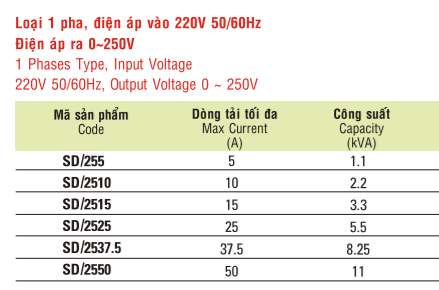 Loại 1 pha, điện áp vào 220V 50/60Hz
Điện áp ra 0~250V
1 Phases Type, Input Voltage
220V 50/60Hz, Output Voltage 0 ~ 250V
Mã sản phẩm Dòng tải tối đa Công suất
Code Max Current Capacity
(A) (kVA)
SD/255 5 1.1
SD/2510 10 2.2
SD/2515 15 3.3
SD/2525 25 5.5
SD/2537.5 37.5 8.25
SD/2550 50 11